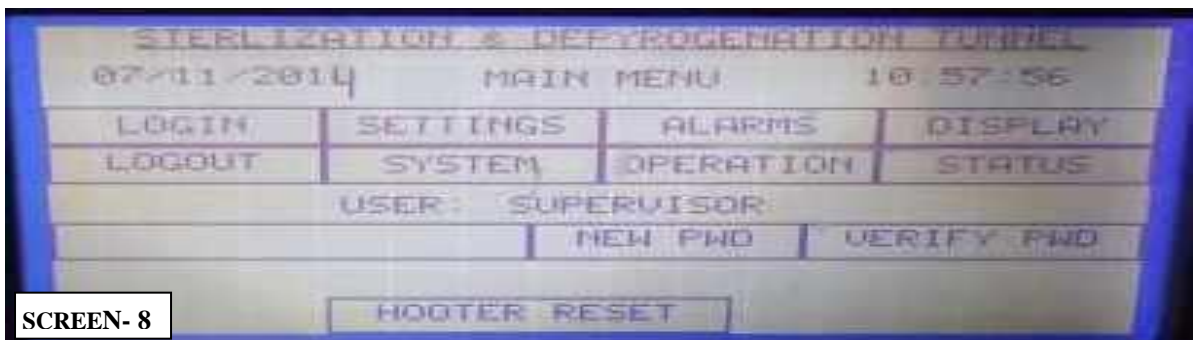 STERLIZATION & DEPYROGENATION TUNNEL
07/11/2014 MAIN MENU 10:57:56
LOGIN SETTINGS ALARMS DISPLAY
LOGOUT SYSTEM OPERATION STATUS
USER: SUPERVISOR
NEW PWD VERIFY PWD
HOOTER RESET
SCREEN- 8